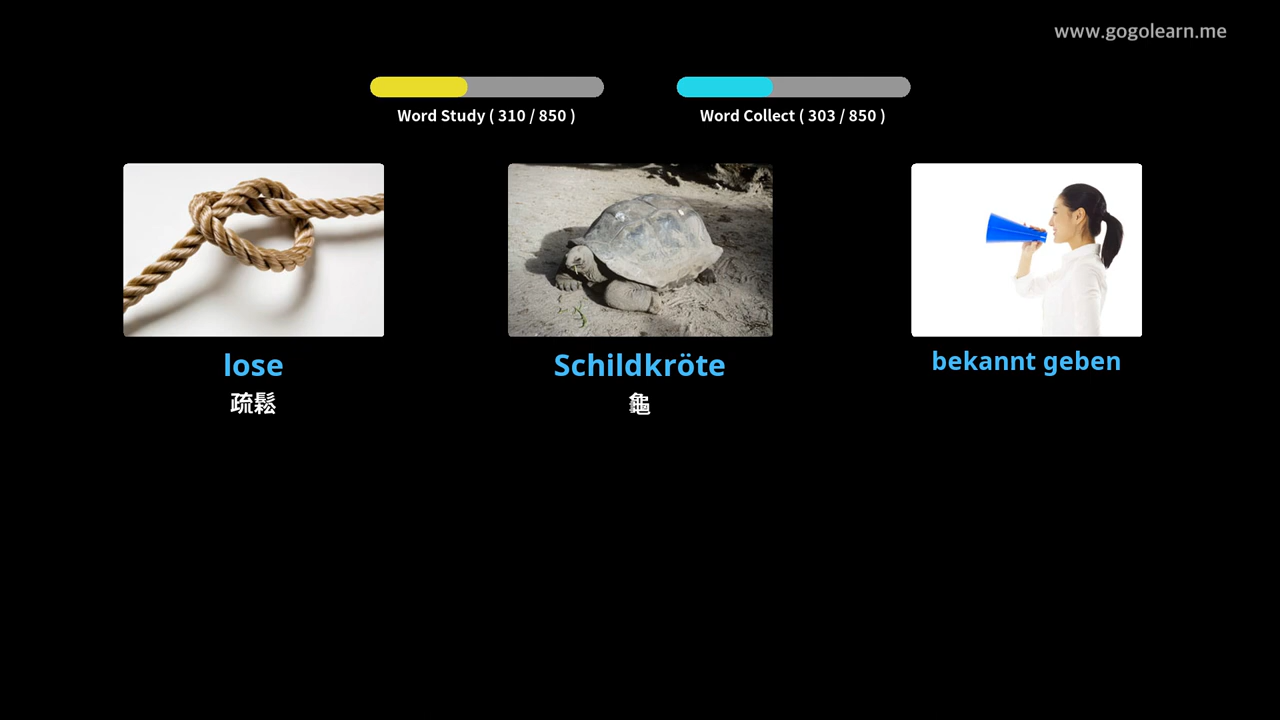 www.gogolearn.me
Word Study ( 310 / 850 )
Word Collect ( 303 / 850 )
lose
Schildkröte
bekannt geben
疏鬆
龜